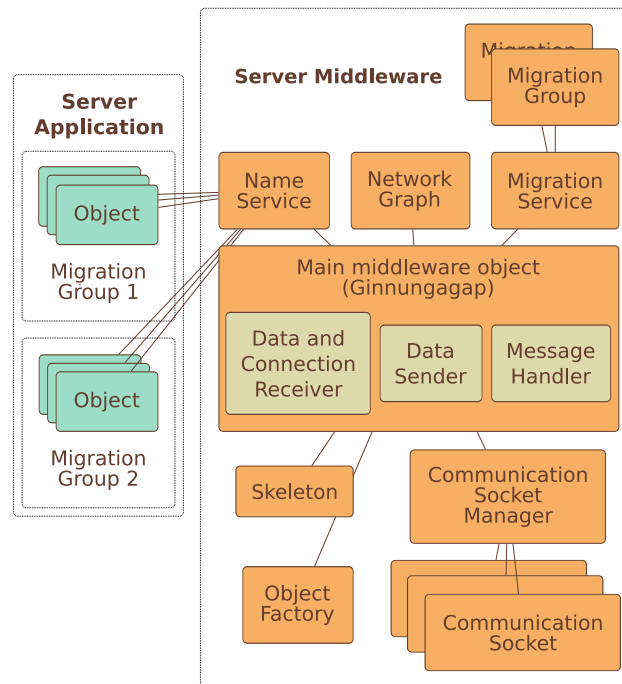 Server Middleware
Migration
Migration
Group
Server
Application
Object
Migration
Group 1
Object
Migration
Group 2
Name
Service
Network
Graph
Migration
Service
Main middleware object
(Ginnungagap)
Data and
Connection
Receiver
Data
Sender
Message
Handler
Skeleton
Communication
Socket
Manager
Object
Factory
Communication
Socket